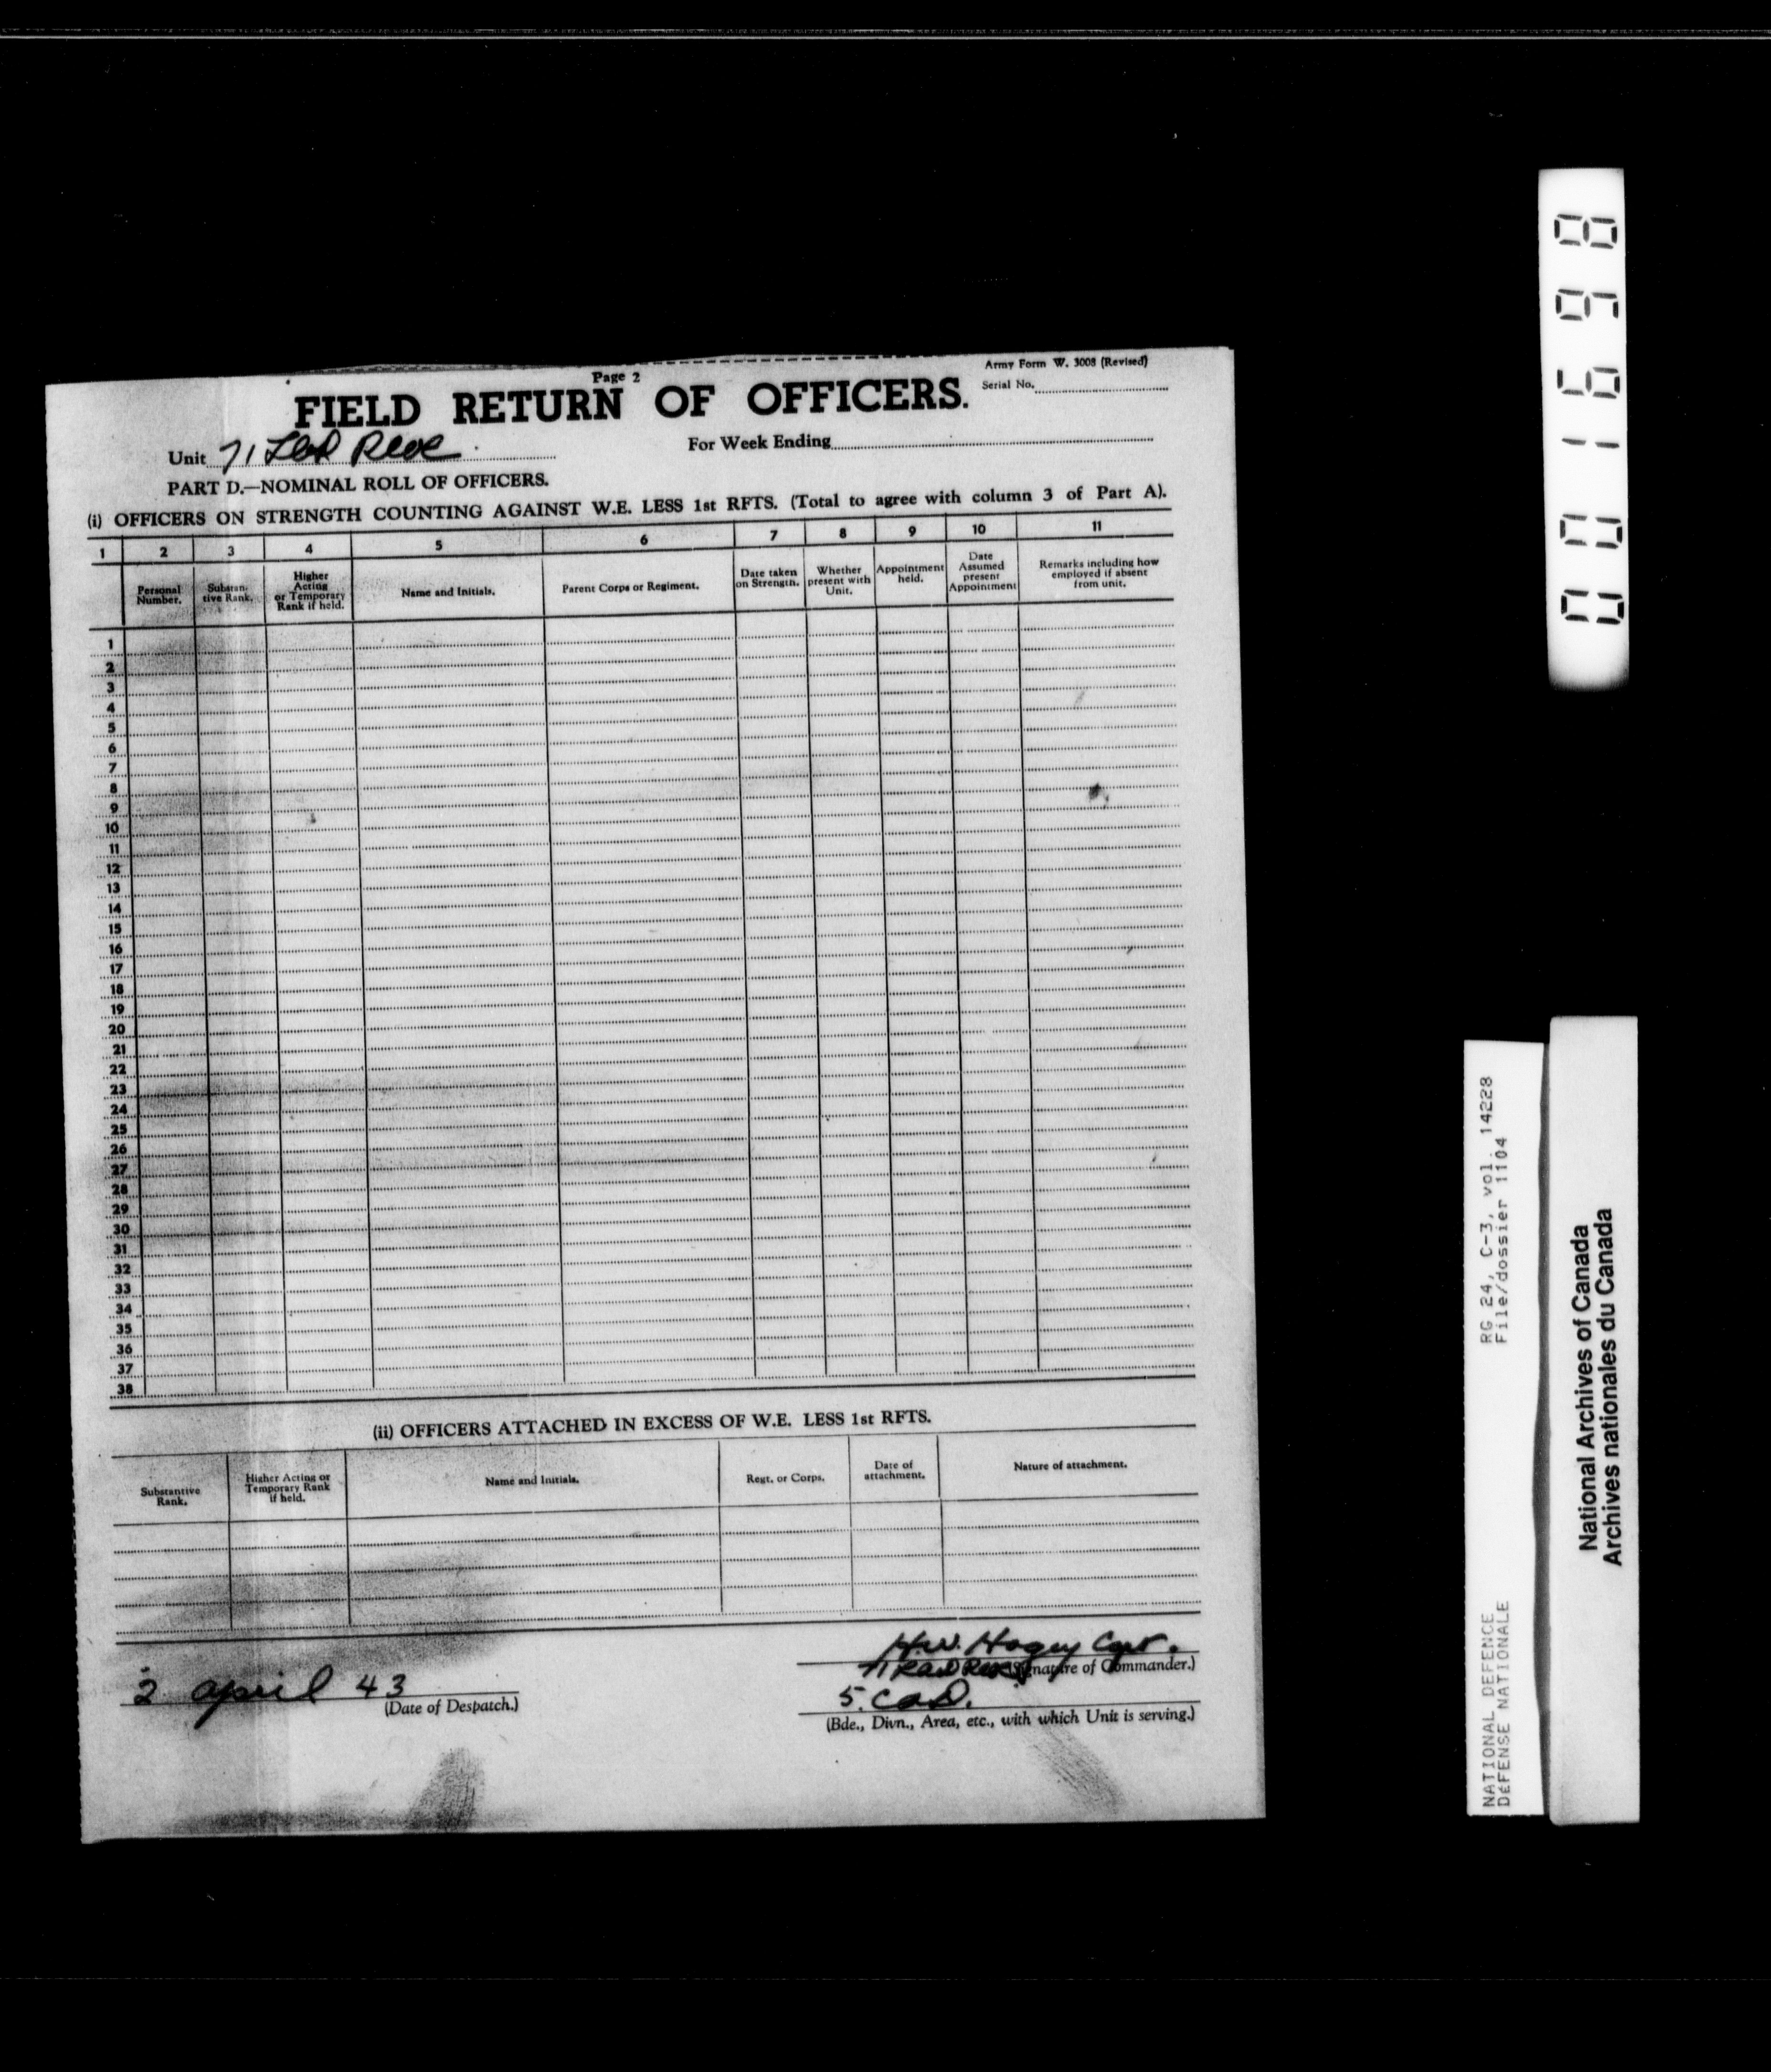 Page 2
Army Form W. 3008 (Revised)
FIELD RETURN OF OFFICERS.
Serial No.
Unit 71
For Week Ending
PART D.—NOMINAL ROLL OF OFFICERS.
(i) OFFICERS ON STRENGTH COUNTING AGAINST W.E. LESS 1st RFTS. (Total to agree with column 3 of Part A).
1 2 3 4 5 6 7 8 9 10 11
Personal Number.
Substan-tive Rank.
Higher Acting or Temporary Rank if held.
Name and Initials.
Parent Corps or Regiment.
Date taken on Strength.
Whether present with Unit.
Appointment held.
Date Assumed present Appointment
Remarks including how employed if absent from unit.
1
2
3
4
5
6
7
8
9
10
11
12
13
14
15
16
17
18
19
20
21
22
23
24
25
26
27
28
29
30
31
32
33
34
35
36
37
38
(ii) OFFICERS ATTACHED IN EXCESS OF W.E. LESS 1st RFTS.
Substantive Rank.
Higher Acting or Temporary Rank if held.
Name and Initials.
Regt. or Corps.
Date of attachment.
Nature of attachment.
H.W. Hogey Capt.
(Signature of Commander.)
2 April 43
(Date of Despatch.)
5. CAD.
(Bde., Divn., Area, etc., with which Unit is serving.)
001698
RG 24, C-3, vol. 14228
File/dossier 1104
NATIONAL DEFENCE
DÉFENSE NATIONALE
National Archives of Canada
Archives nationales du Canada